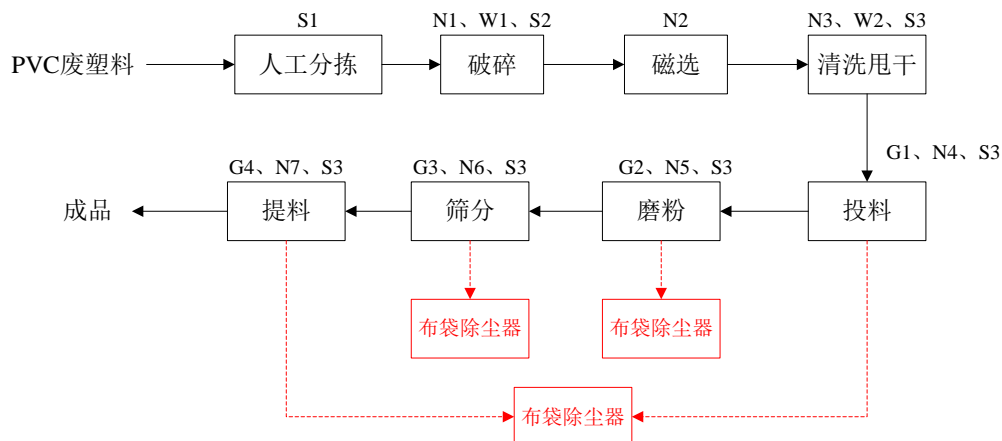 S1
N1、W1、S2
N2
N3、W2、S3
PVC废塑料
人工分拣
破碎
磁选
清洗甩干
G1、N4、S3
G4、N7、S3
G3、N6、S3
G2、N5、S3
成品
提料
筛分
磨粉
投料
布袋除尘器
布袋除尘器
布袋除尘器